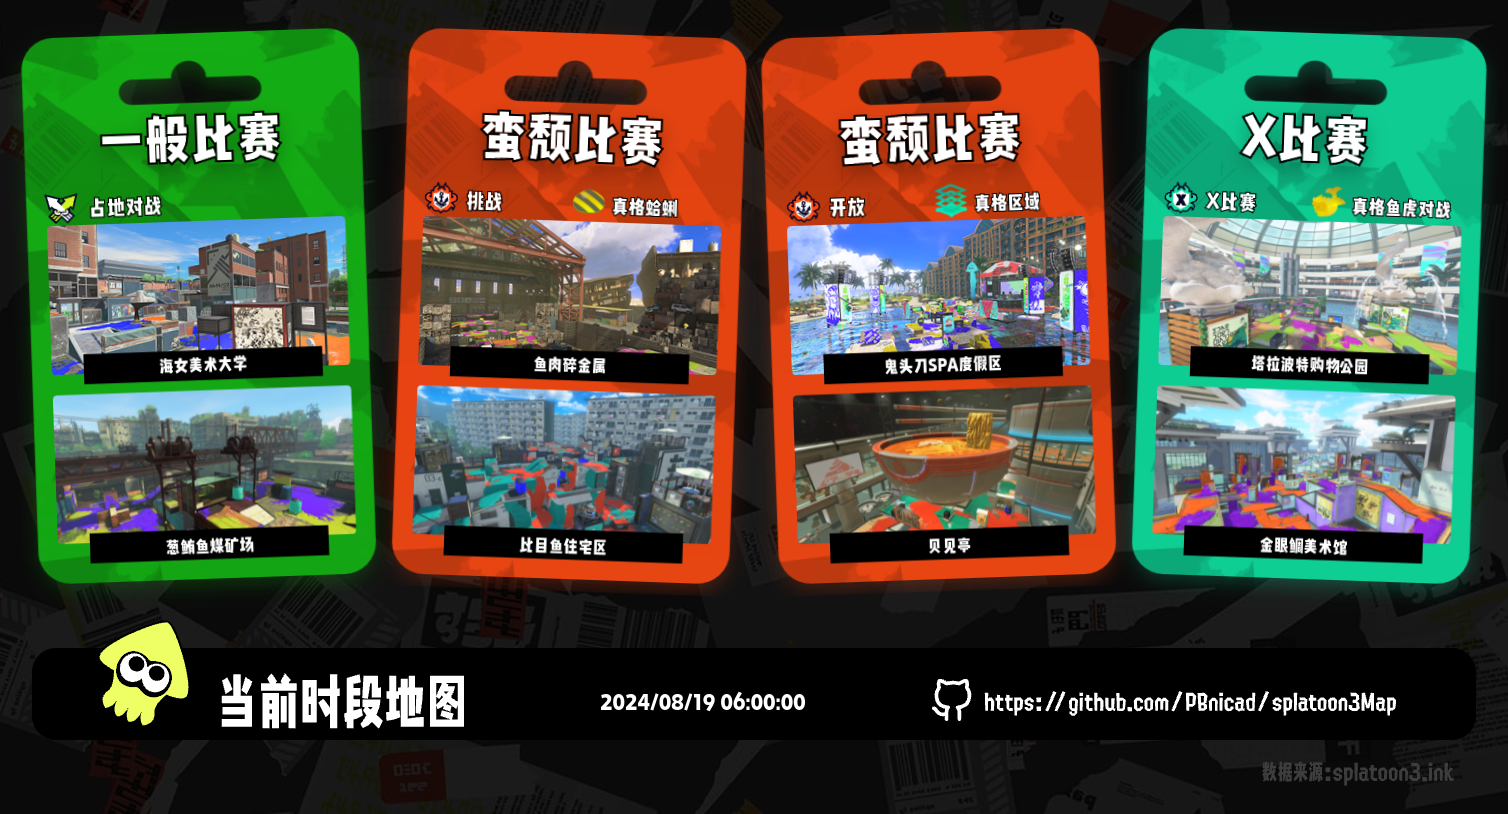 一般比赛
占地对战
海女美术大学
葱鲔鱼煤矿场
蛮颓比赛
挑战
真格蛤蜊
鱼肉碎金属
比目鱼住宅区
蛮颓比赛
开放
真格区域
鬼头刀SPA度假区
贝见亭
X比赛
X比赛
真格鱼虎对战
塔拉波特购物公园
金眼鲷美术馆
当前时段地图
2024/08/19 06:00:00
https://github.com/PBnicad/splatoon3Map
数据来源:splatoon3.ink